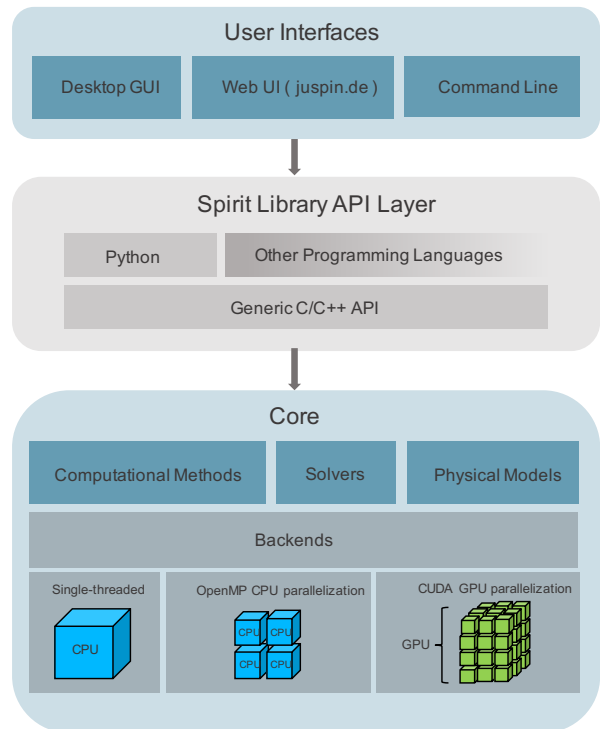 User Interfaces
Desktop GUI
Web UI ( juspin.de )
Command Line
Spirit Library API Layer
Python
Other Programming Languages
Generic C/C++ API
Core
Computational Methods
Solvers
Physical Models
Backends
Single-threaded
OpenMP CPU parallelization
CUDA GPU parallelization
CPU
CPU
CPU
CPU
CPU
GPU